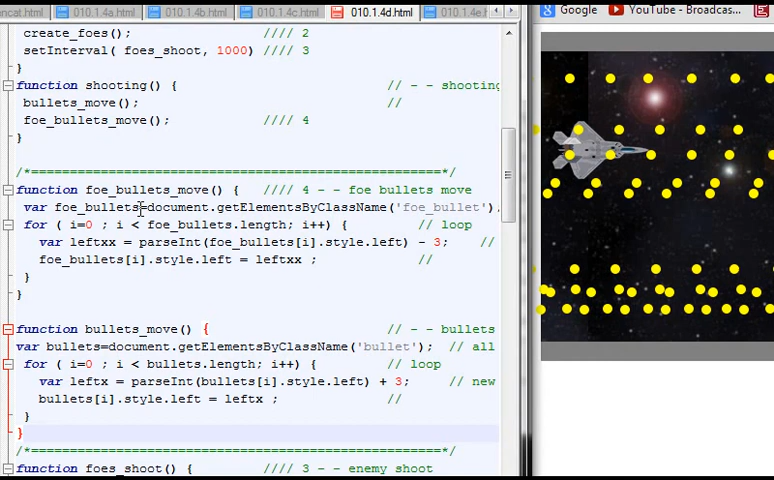 ncat.html 010.1.4a.html 010.1.4b.html 010.1.4c.html 010.1.4d.html 010.1.4e.
Google YouTube - Broadcas...
create_foes(); //// 2
setInterval( foes_shoot, 1000) //// 3
}
function shooting() { // - - shooting
bullets_move(); //
foe_bullets_move(); //// 4
}
/*===============================================*/
function foe_bullets_move() { //// 4 - - foe bullets move
var foe_bullets=document.getElementsByClassName('foe_bullet').
for ( i=0 ; i < foe_bullets.length; i++) { // loop
var leftxx = parseInt(foe_bullets[i].style.left) - 3; //
foe_bullets[i].style.left = leftxx ; //
}
}
function bullets_move() { // - - bullets
var bullets=document.getElementsByClassName('bullet'); // all
for ( i=0 ; i < bullets.length; i++) { // loop
var leftx = parseInt(bullets[i].style.left) + 3; // new
bullets[i].style.left = leftx ; //
}
}
/*===============================================*/
function foes_shoot() { //// 3 - - enemy shoot